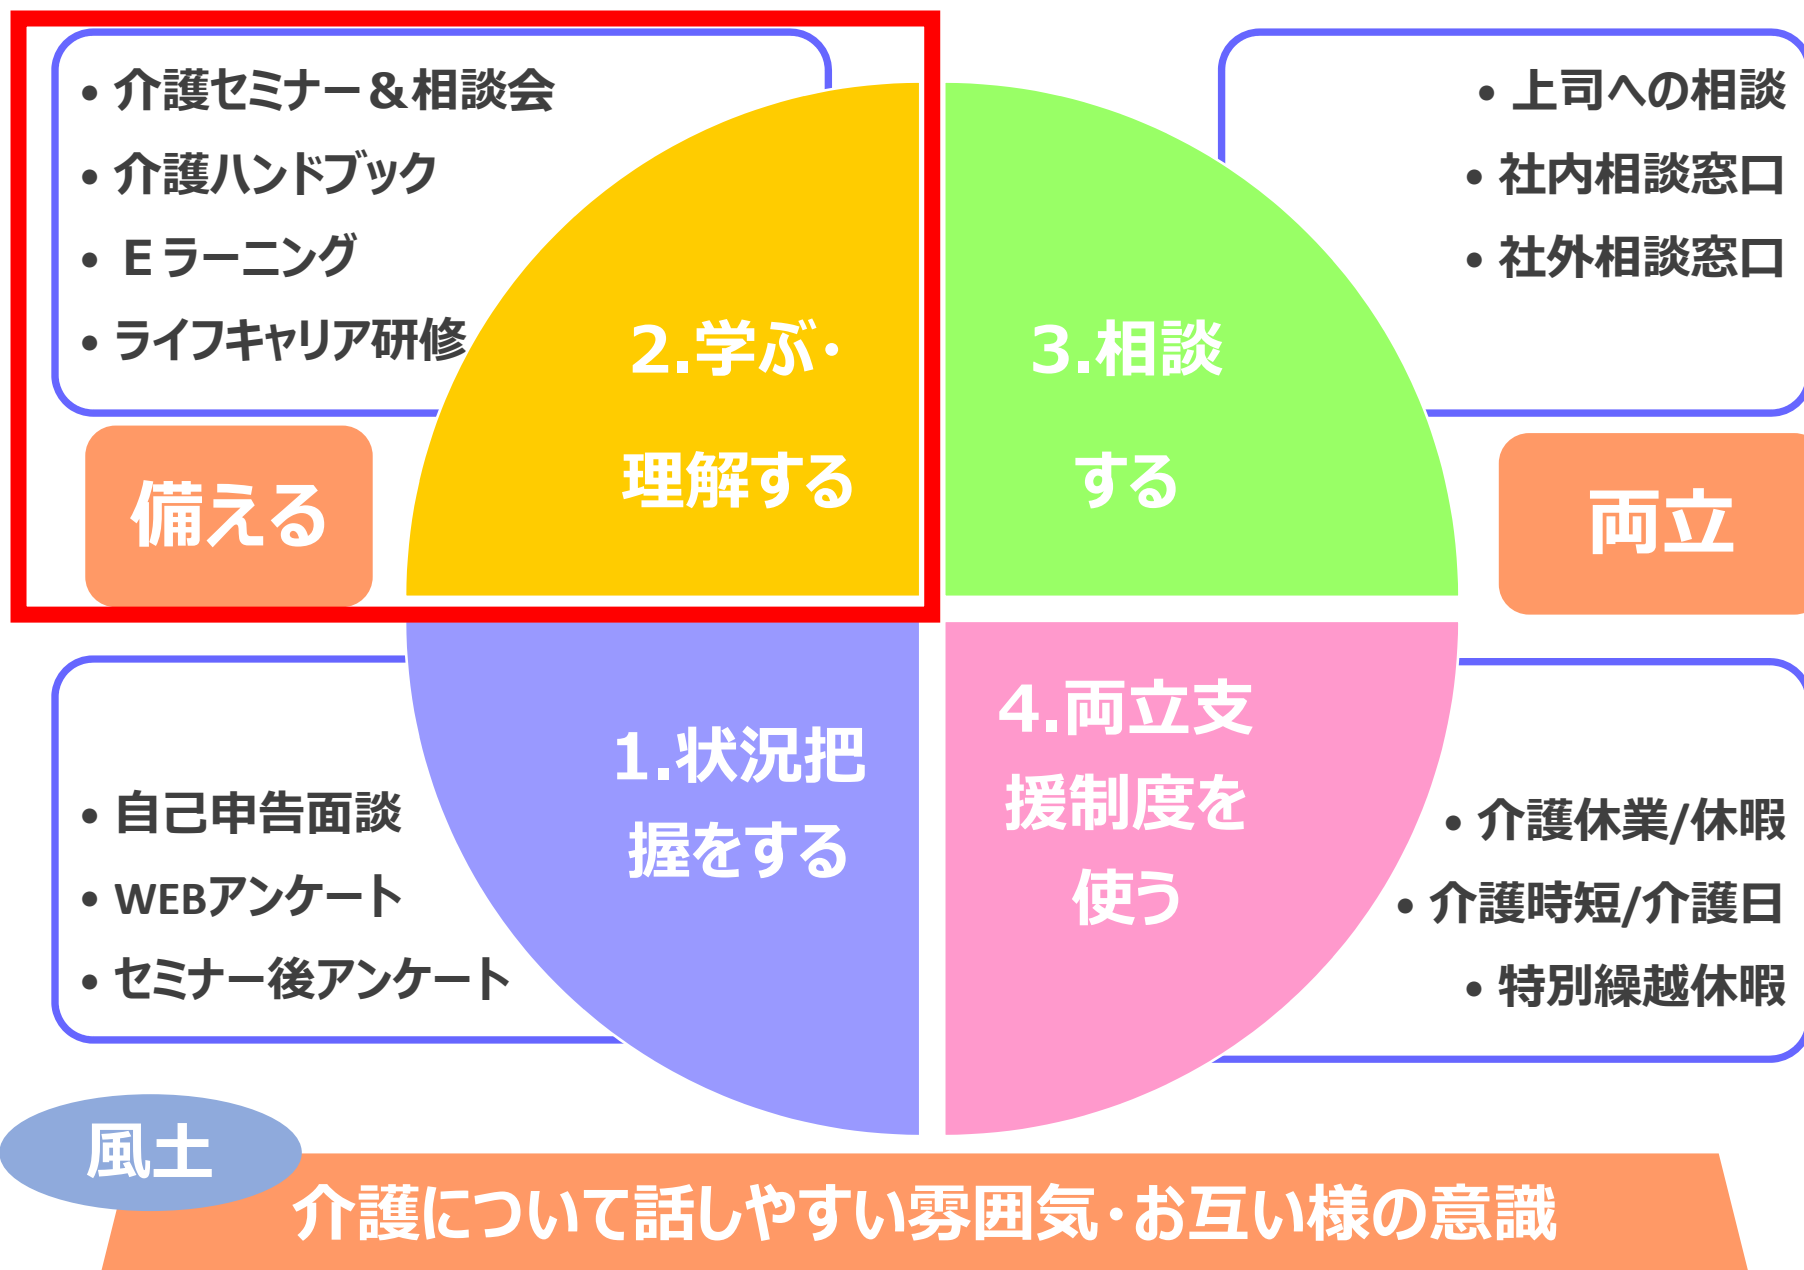 • 介護セミナー＆相談会
• 介護ハンドブック
• Ｅラーニング
• ライフキャリア研修
備える
2.学ぶ・
理解する
• 上司への相談
• 社内相談窓口
• 社外相談窓口
3.相談
する
両立
1.状況把
握をする
• 自己申告面談
• WEBアンケート
• セミナー後アンケート
4.両立支
援制度を
使う
• 介護休業/休暇
• 介護時短/介護日
• 特別繰越休暇
風土
介護について話しやすい雰囲気・お互い様の意識